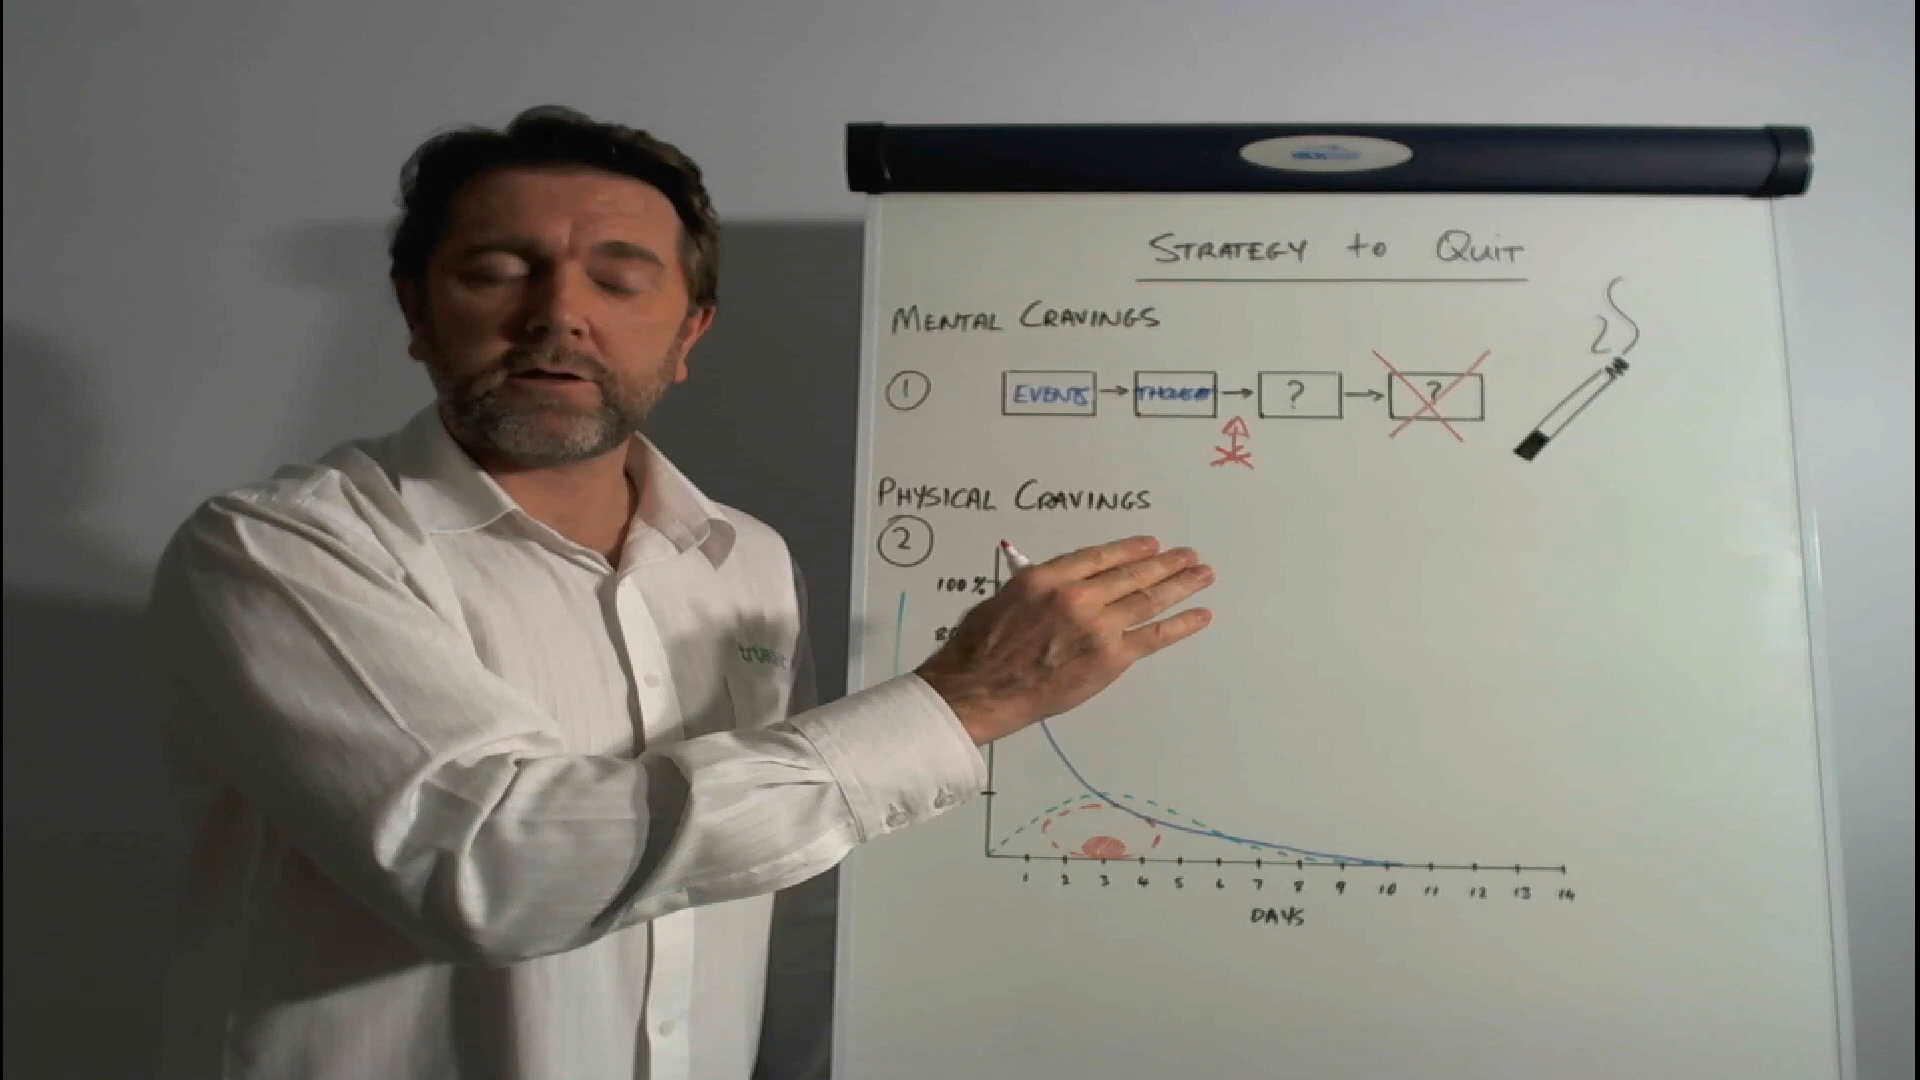 STRATEGY to QUIT
MENTAL CRAVINGS
1 EVENTS THOUGHT ? ?
PHYSICAL CRAVINGS
2
100%
1 2 3 4 5 6 7 8 9 10 11 12 13 14
DAYS